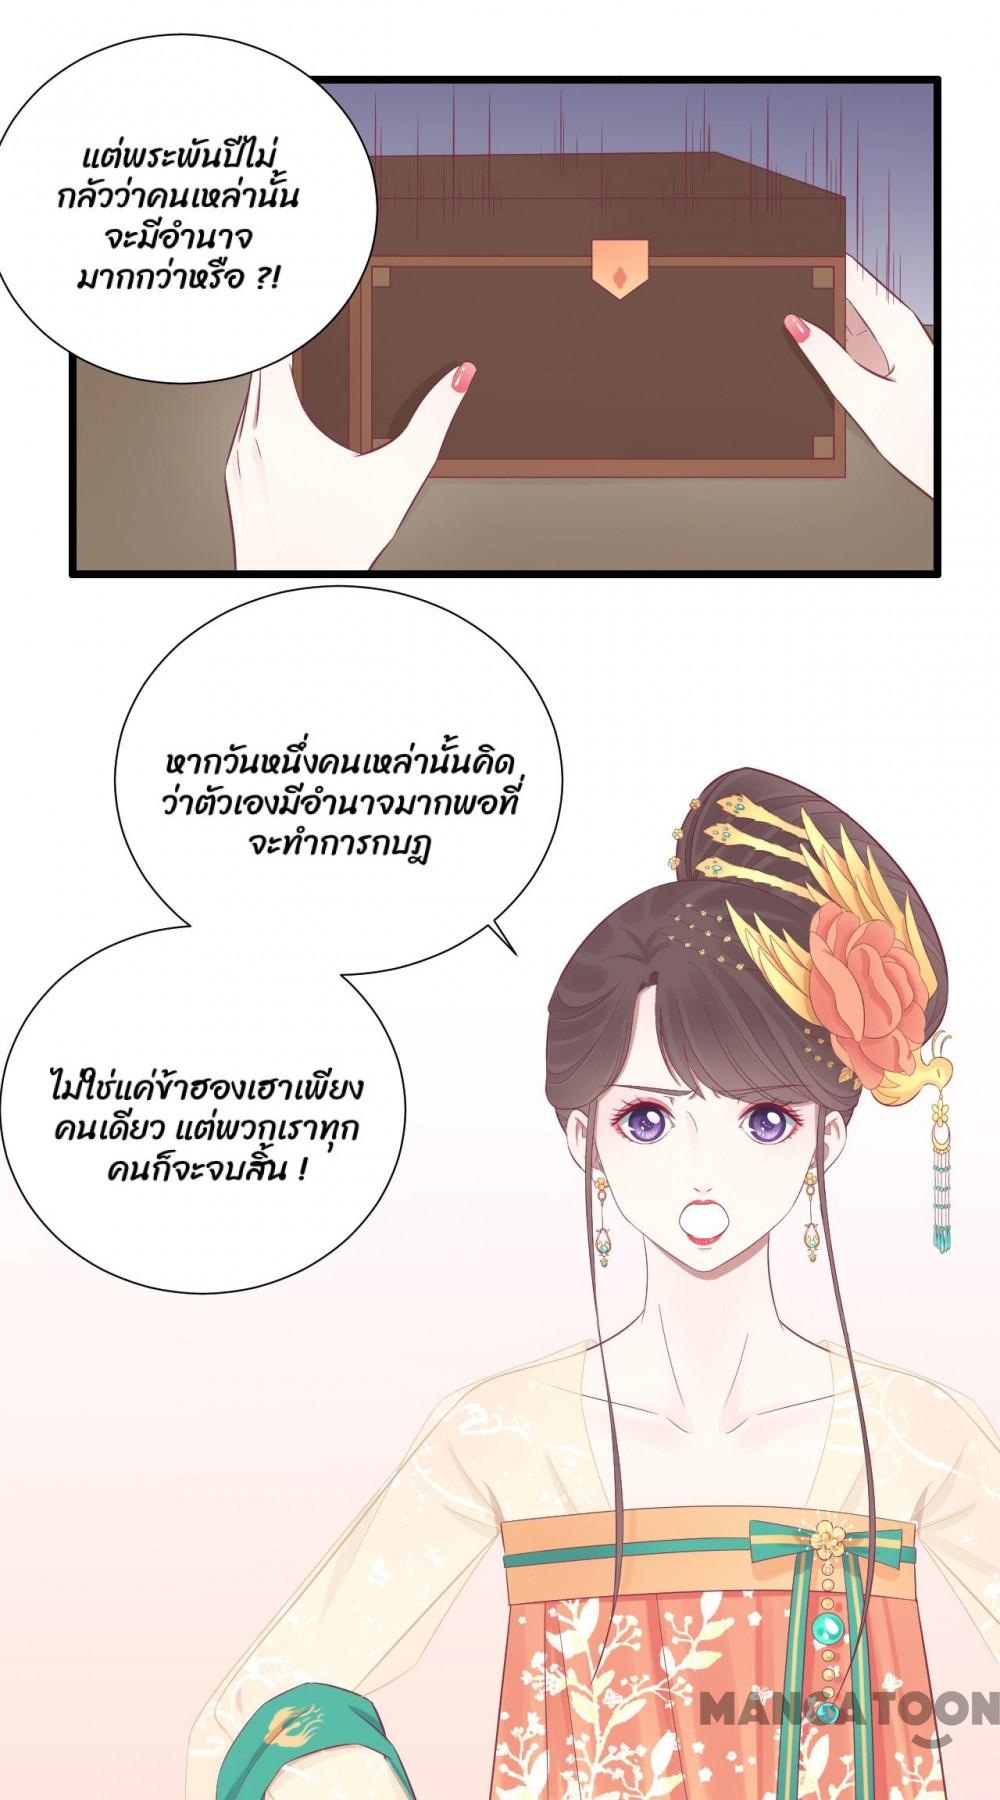 แต่พระพันปีไม่
กลัวว่าคนเหล่านั้น
จะมีอำนาจ
มากกว่าหรือ ?!
หากวันหนึ่งคนเหล่านั้นคิด
ว่าตัวเองมีอำนาจมากพอที่
จะทำการกบฎ
ไม่ใช่แค่ข้าฮองเฮาเพียง
คนเดียว แต่พวกเราทุก
คนก็จะจบสิ้น !
MANGATOON